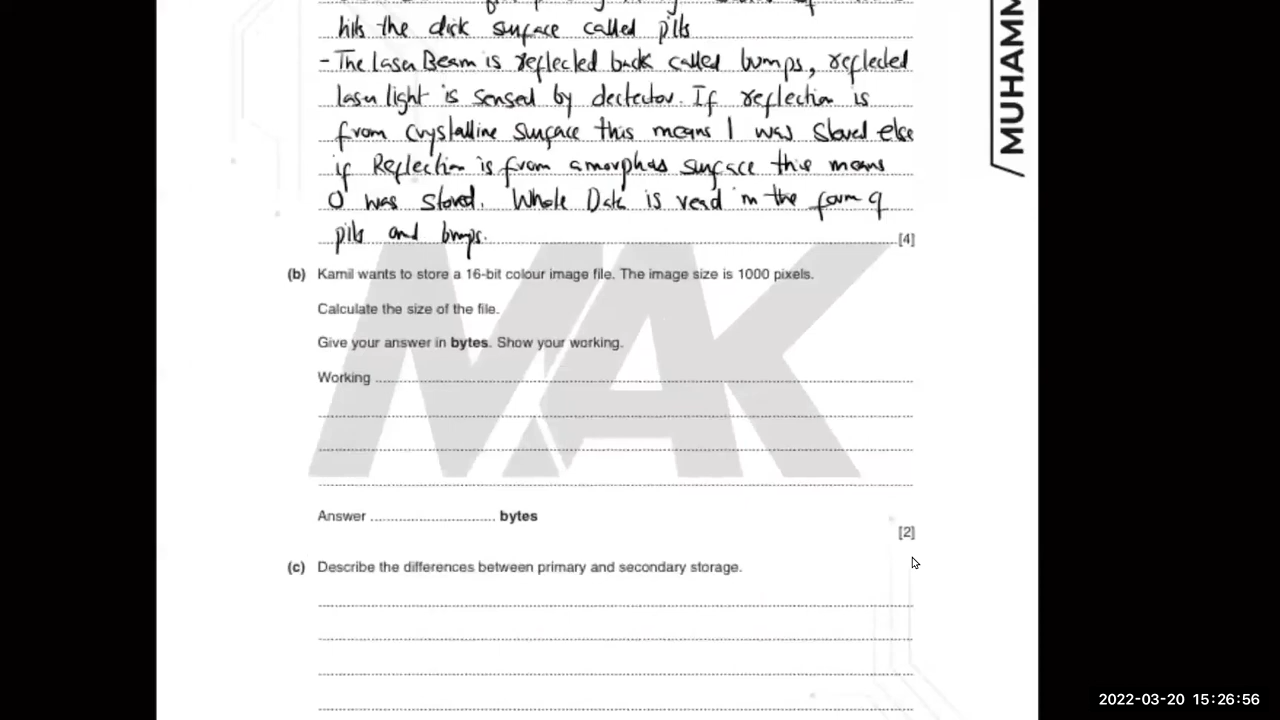 hits the dick surface called pits
- The laser Beam is reflected back called bumps, reflected
laser light is sensed by dectector. If reflection is
from crystalline surface this means 1 was stored else
if Reflection is from amorphas surface this means
0 was stored. Whole Data is read in the form of
pits and bumps.
[4]
(b) Kamil wants to store a 16-bit colour image file. The image size is 1000 pixels.
Calculate the size of the file.
Give your answer in bytes. Show your working.
Working
Answer bytes
[2]
(c) Describe the differences between primary and secondary storage.
MAK
MUHAMM
2022-03-20 15:26:56